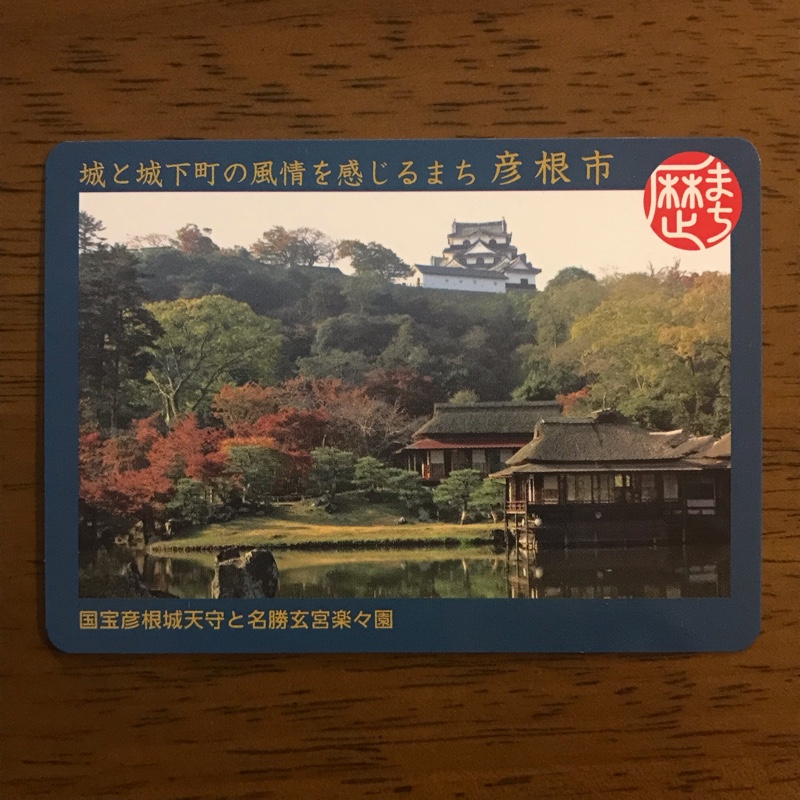 城と城下町の風情を感じるまち 彦根市
歴まち
国宝彦根城天守と名勝玄宮楽々園